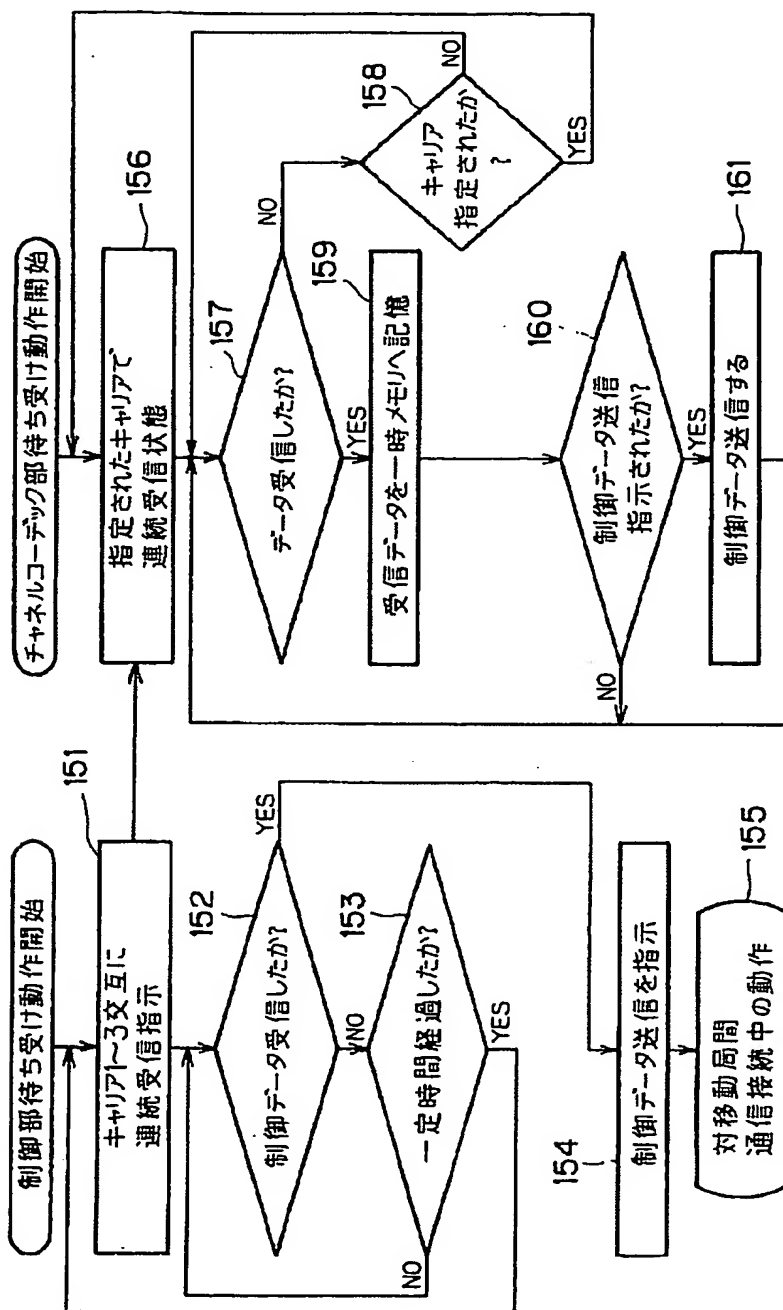 制御部待ち受け動作開始
151
キャリア1〜3交互に
連続受信指示
152
制御データ受信したか?
YES
NO
153
一定時間経過したか?
NO
YES
154
制御データ送信を指示
155
対移動局間
通信接続中の動作
チャネルコーデック部待ち受け動作開始
156
指定されたキャリアで
連続受信状態
157
データ受信したか?
NO
YES
158
キャリア
指定されたか
?
NO
YES
159
受信データを一時メモリへ記憶
160
制御データ送信
指示されたか?
NO
YES
161
制御データ送信する